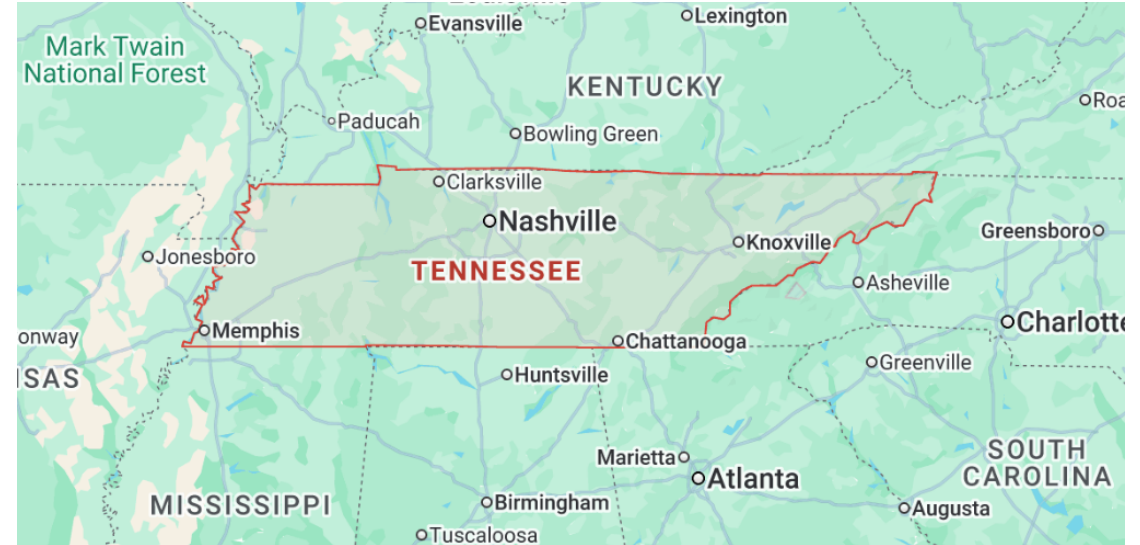 Evansville
Lexington
Mark Twain
National Forest
KENTUCKY
Roa
Paducah
Bowling Green
Clarksville
Nashville
Greensboro
Knoxville
Jonesboro
TENNESSEE
Asheville
Memphis
Charlotte
onway
Chattanooga
SAS
Huntsville
Greenville
Marietta
Atlanta
SOUTH
CAROLINA
MISSISSIPPI
Birmingham
Augusta
Tuscaloosa